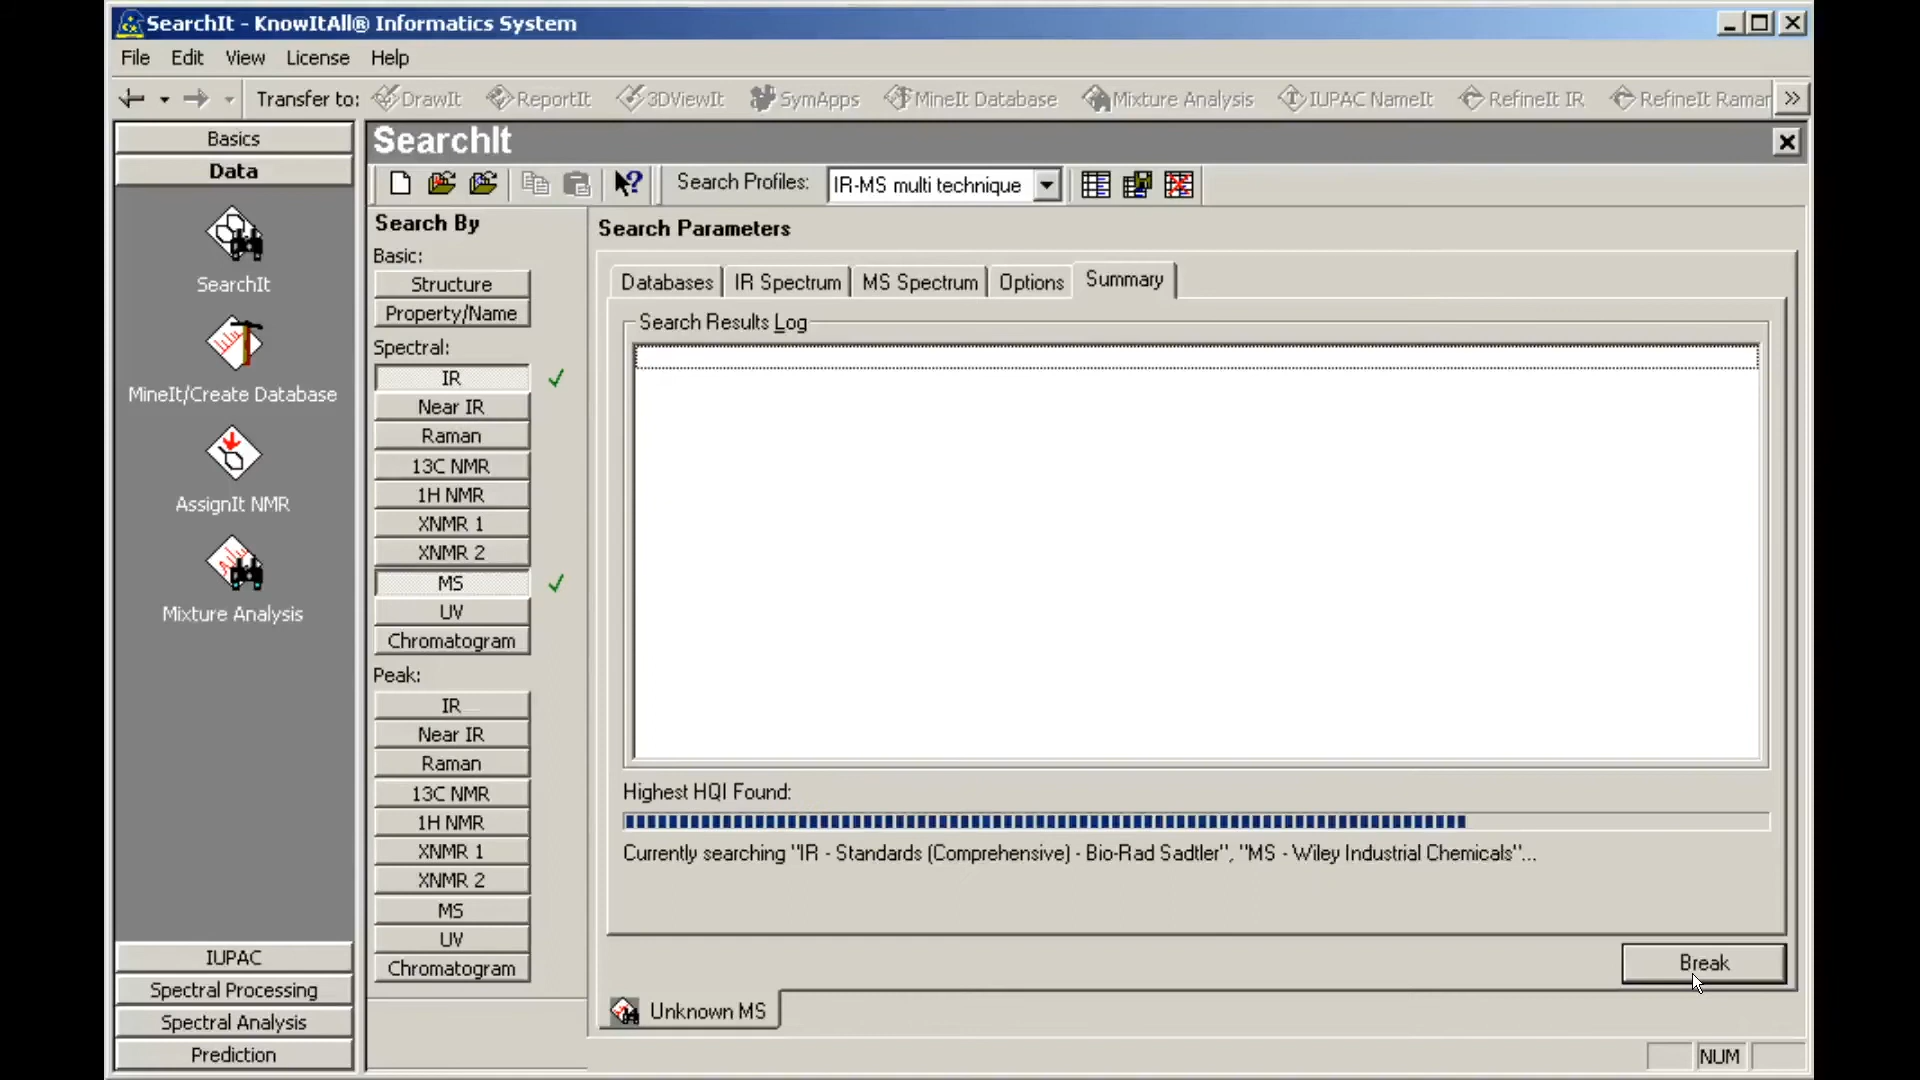 SearchIt - KnowItAll® Informatics System
File Edit View License Help
Transfer to: DrawIt ReportIt 3DViewIt SymApps MineIt Database Mixture Analysis IUPAC NameIt RefineIt IR RefineIt Raman
Basics
Data
SearchIt
MineIt/Create Database
AssignIt NMR
Mixture Analysis
IUPAC
Spectral Processing
Spectral Analysis
Prediction
SearchIt
Search Profiles: IR-MS multi technique
Search By
Basic:
Structure
Property/Name
Spectral:
IR
Near IR
Raman
13C NMR
1H NMR
XNMR 1
XNMR 2
MS
UV
Chromatogram
Peak:
IR
Near IR
Raman
13C NMR
1H NMR
XNMR 1
XNMR 2
MS
UV
Chromatogram
Search Parameters
Databases IR Spectrum MS Spectrum Options Summary
Search Results Log
Highest HQI Found:
Currently searching "IR - Standards (Comprehensive) - Bio-Rad Sadtler", "MS - Wiley Industrial Chemicals"...
Break
Unknown MS
NUM